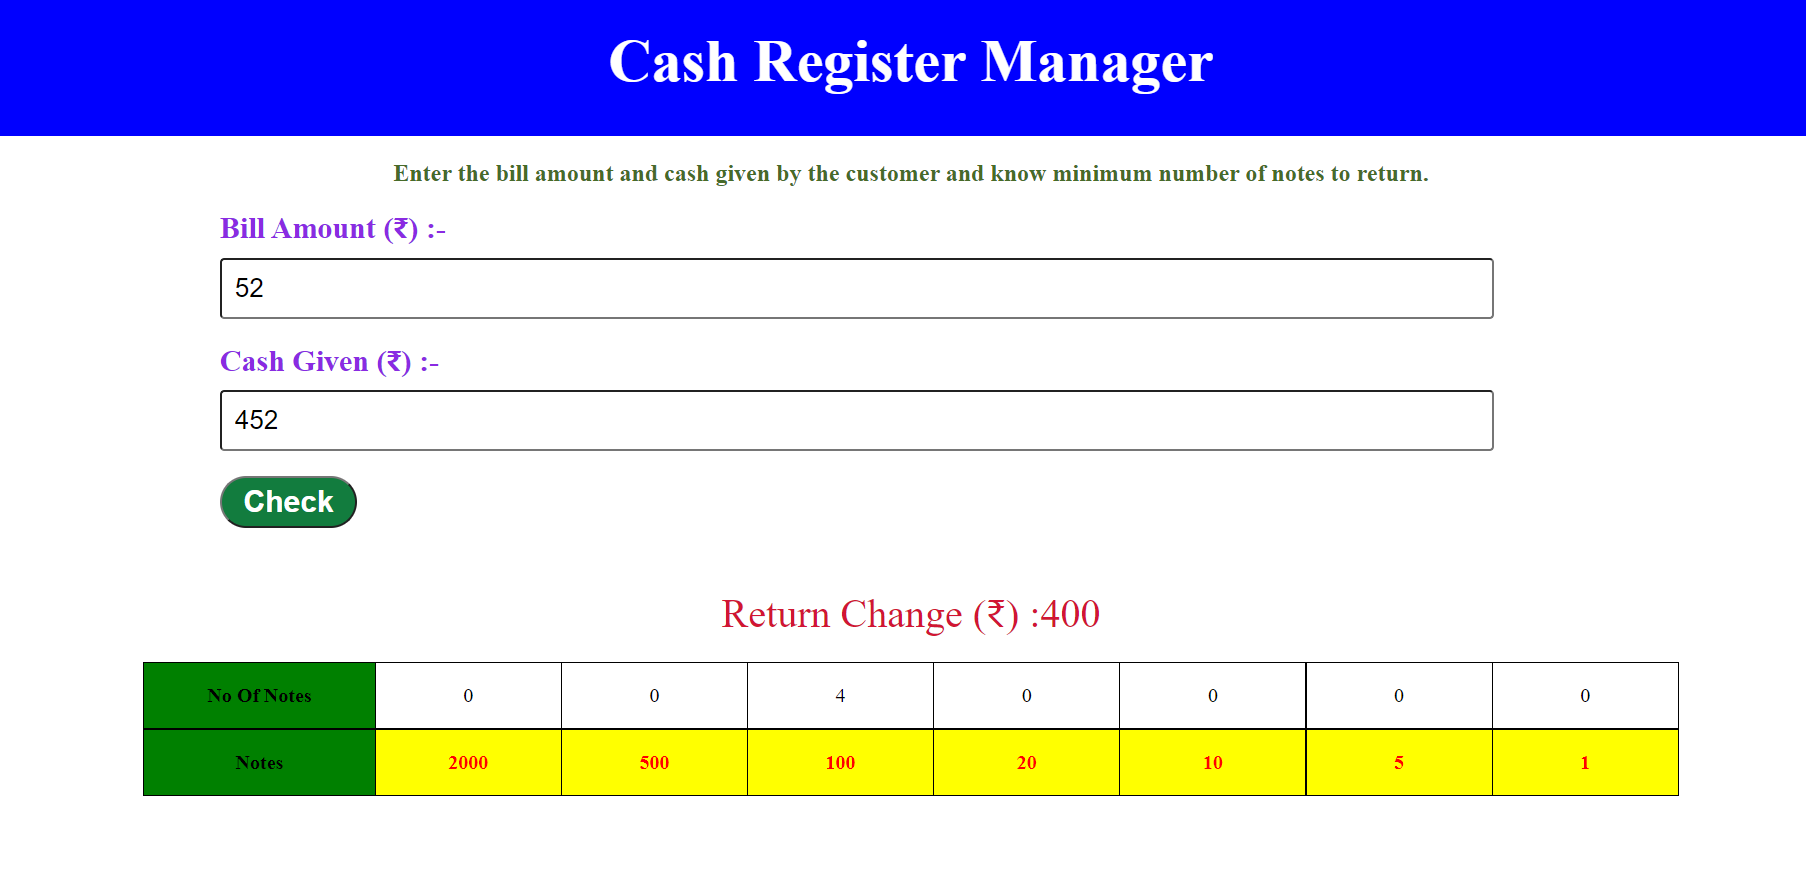 Cash Register Manager
Enter the bill amount and cash given by the customer and know minimum number of notes to return.
Bill Amount (₹) :-
52
Cash Given (₹) :-
452
Check
Return Change (₹) :400
No Of Notes 0 0 4 0 0 0 0
Notes 2000 500 100 20 10 5 1